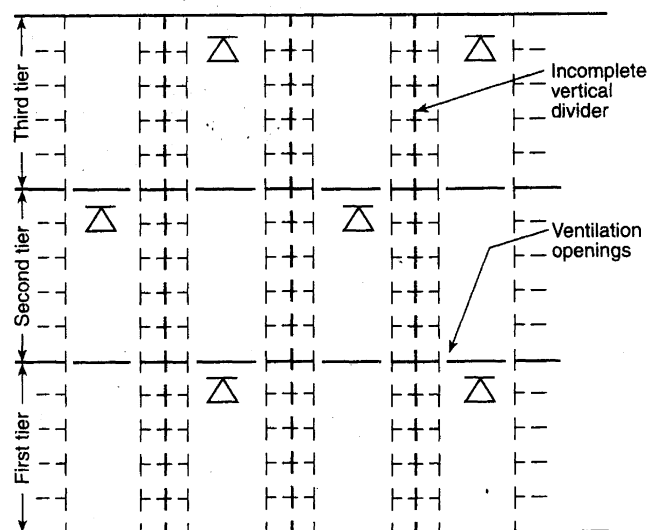 Third tier
Incomplete
vertical
divider
Second tier
Ventilation
openings
First tier